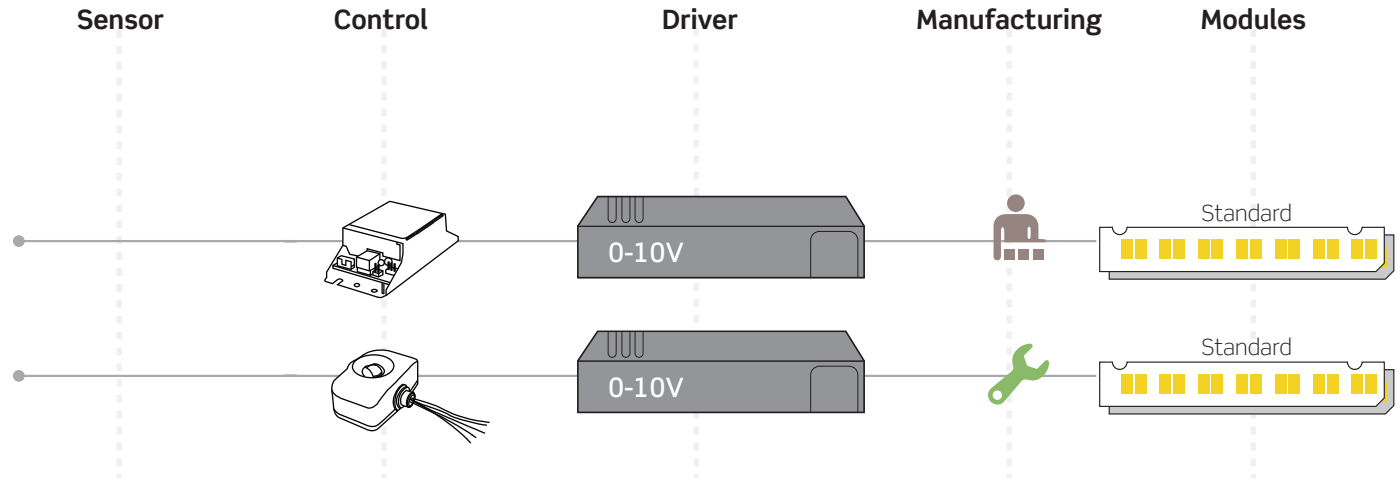 Sensor Control Driver Manufacturing Modules
Standard
0-10V
Standard
0-10V